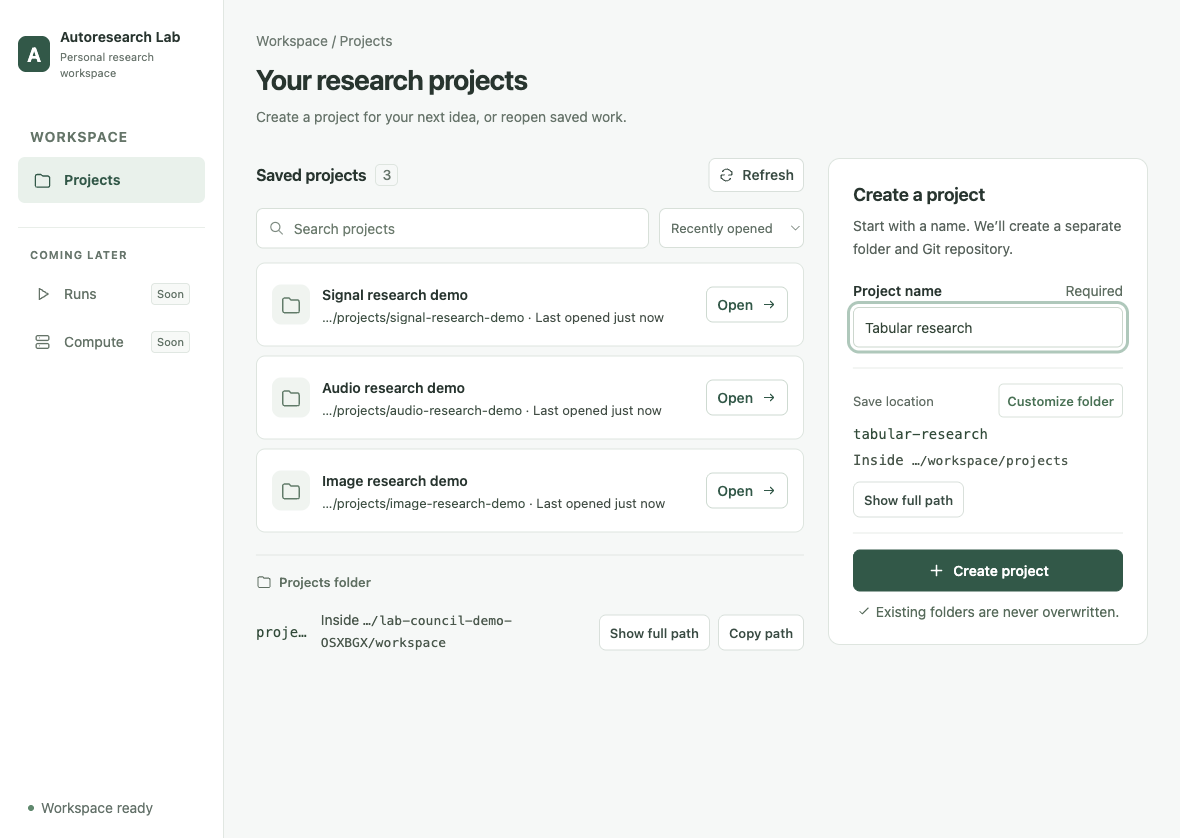 A
Autoresearch Lab
Personal research
workspace
WORKSPACE
Projects
COMING LATER
Runs
Soon
Compute
Soon
Workspace ready
Workspace / Projects
Your research projects
Create a project for your next idea, or reopen saved work.
Saved projects 3
Refresh
Search projects
Recently opened
Signal research demo
…/projects/signal-research-demo · Last opened just now
Open
Audio research demo
…/projects/audio-research-demo · Last opened just now
Open
Image research demo
…/projects/image-research-demo · Last opened just now
Open
Projects folder
proje…
Inside …/lab-council-demo-
OSXBGX/workspace
Show full path
Copy path
Create a project
Start with a name. We’ll create a separate
folder and Git repository.
Project name
Required
Tabular research
Save location
Customize folder
tabular-research
Inside …/workspace/projects
Show full path
Create project
Existing folders are never overwritten.